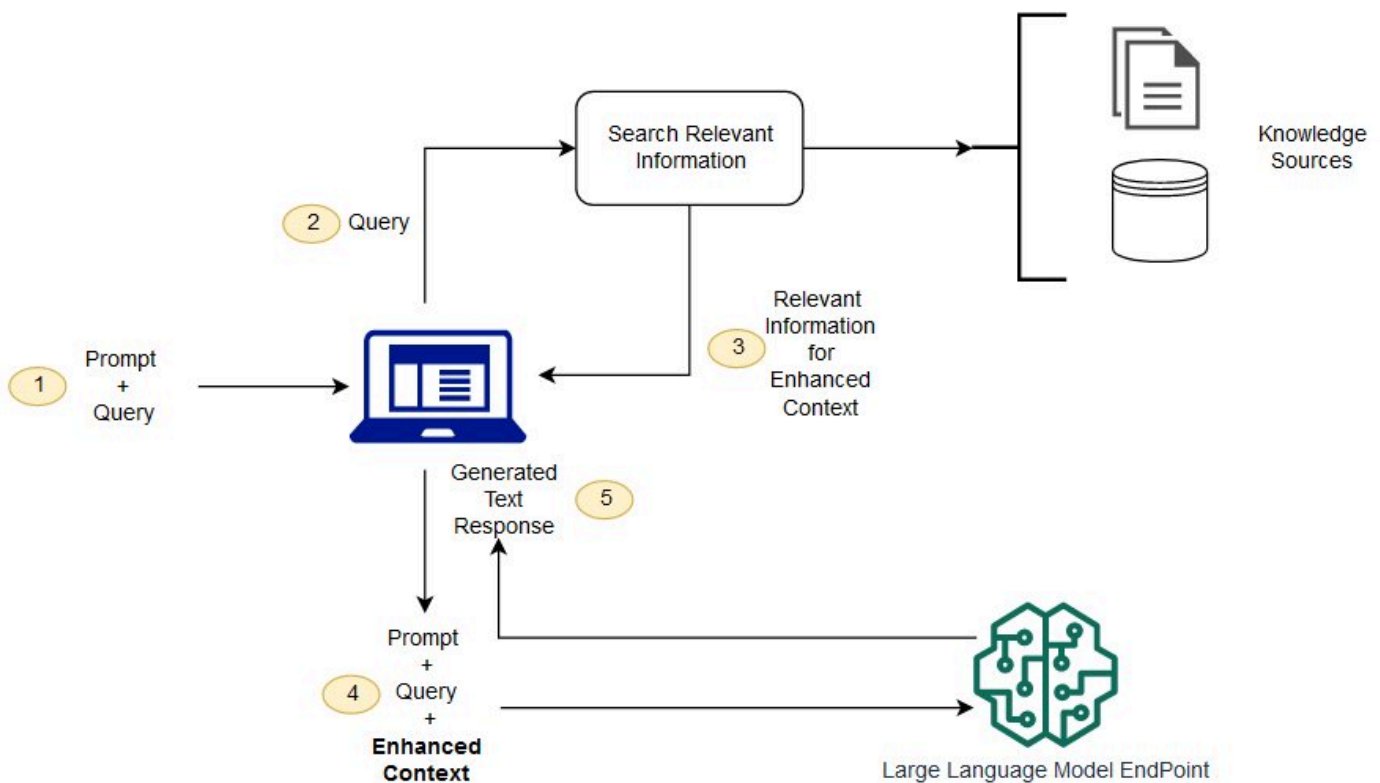 Search Relevant
Information
Knowledge
Sources
2
Query
Relevant
Information
for
Enhanced
Context
3
1
Prompt
+
Query
Generated
Text
Response
5
Prompt
+
Query
+
Enhanced
Context
4
Large Language Model EndPoint